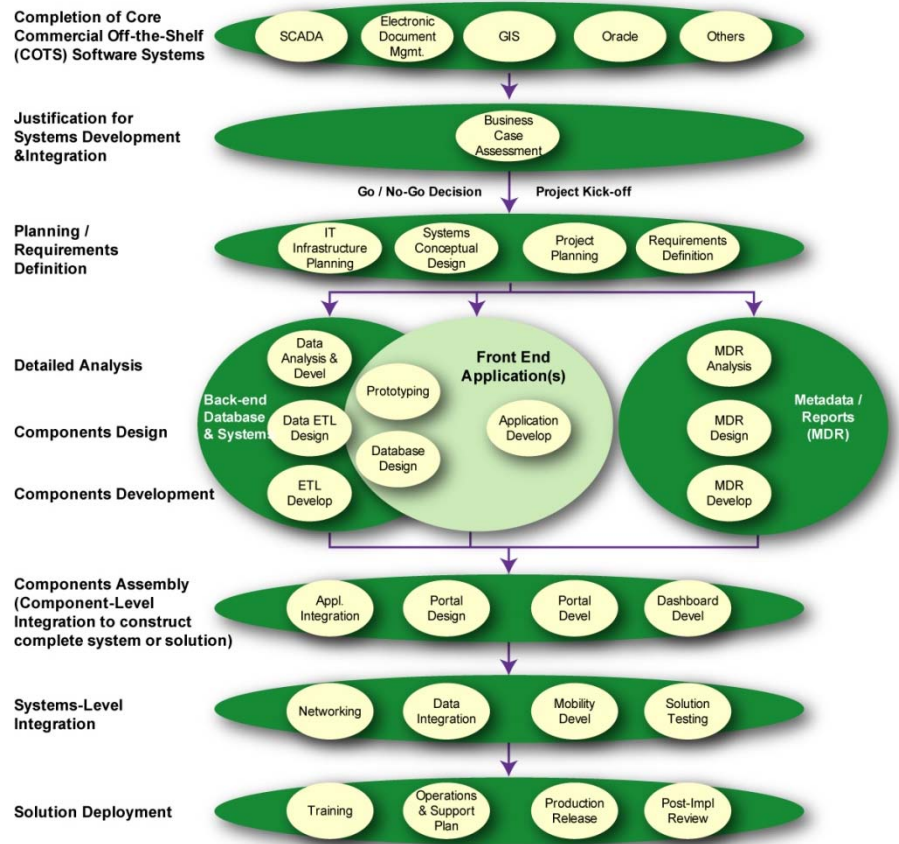 Completion of Core
Commercial Off-the-Shelf
(COTS) Software Systems
SCADA
Electronic
Document
Mgmt.
GIS
Oracle
Others
Justification for
Systems Development
&Integration
Business
Case
Assessment
Go / No-Go Decision
Project Kick-off
Planning /
Requirements
Definition
IT
Infrastructure
Planning
Systems
Conceptual
Design
Project
Planning
Requirements
Definition
Detailed Analysis
Components Design
Components Development
Back-end
Database
& Systems
Data
Analysis &
Devel
Data ETL
Design
ETL
Develop
Prototyping
Database
Design
Front End
Application(s)
Application
Develop
MDR
Analysis
MDR
Design
MDR
Develop
Metadata /
Reports
(MDR)
Components Assembly
(Component-Level
Integration to construct
complete system or solution)
Appl.
Integration
Portal
Design
Portal
Devel
Dashboard
Devel
Systems-Level
Integration
Networking
Data
Integration
Mobility
Devel
Solution
Testing
Solution Deployment
Training
Operations
& Support
Plan
Production
Release
Post-Impl
Review